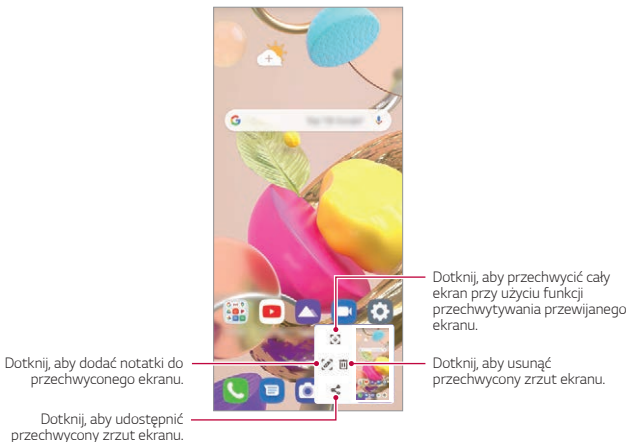 Dotknij, aby przechwycić cały
ekran przy użyciu funkcji
przechwytywania przewijanego
ekranu.
Dotknij, aby dodać notatki do
przechwyconego ekranu.
Dotknij, aby usunąć
przechwycony zrzut ekranu.
Dotknij, aby udostępnić
przechwycony zrzut ekranu.